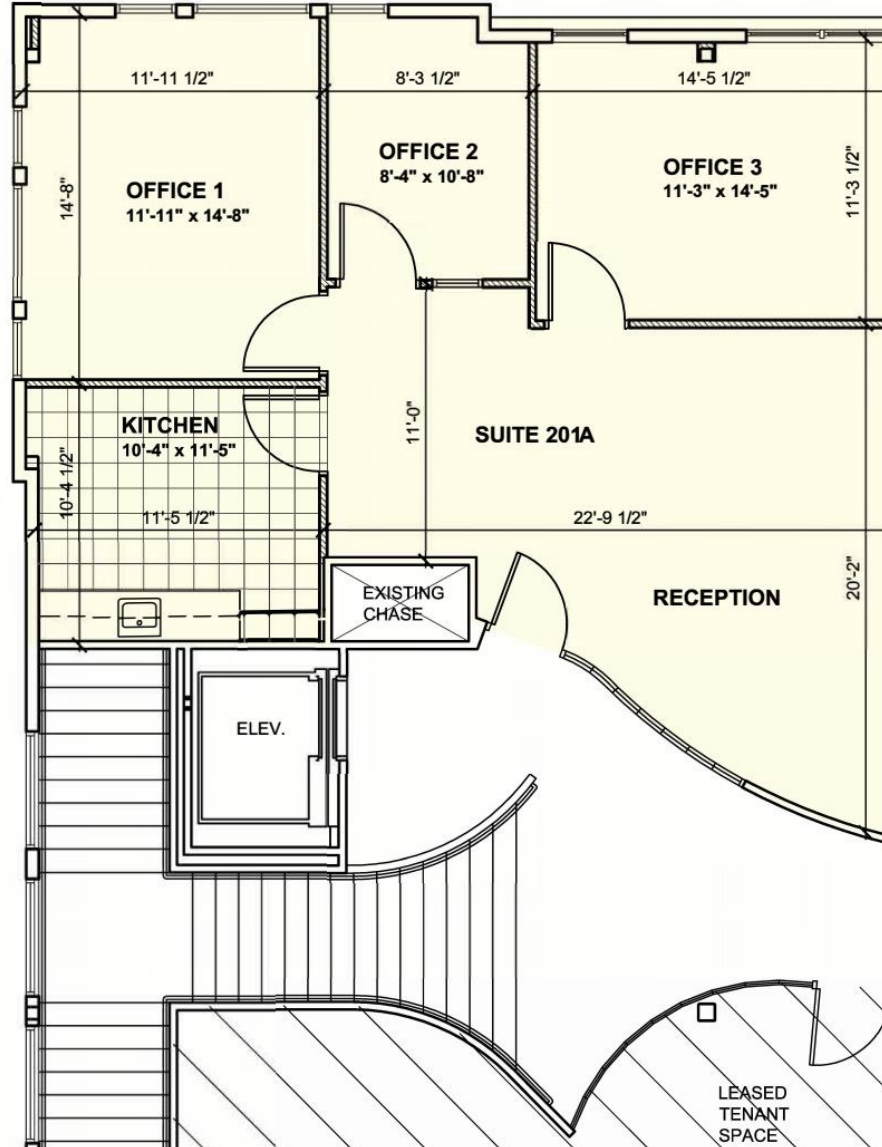 11'-11 1/2"
8'-3 1/2"
14'-5 1/2"
14'-8"
OFFICE 1
11'-11" x 14'-8"
OFFICE 2
8'-4" x 10'-8"
OFFICE 3
11'-3" x 14'-5"
11'-3 1/2"
KITCHEN
10'-4" x 11'-5"
10'-4 1/2"
11'-5 1/2"
11'-0"
SUITE 201A
22'-9 1/2"
EXISTING
CHASE
RECEPTION
20'-2"
ELEV.
LEASED
TENANT
SPACE